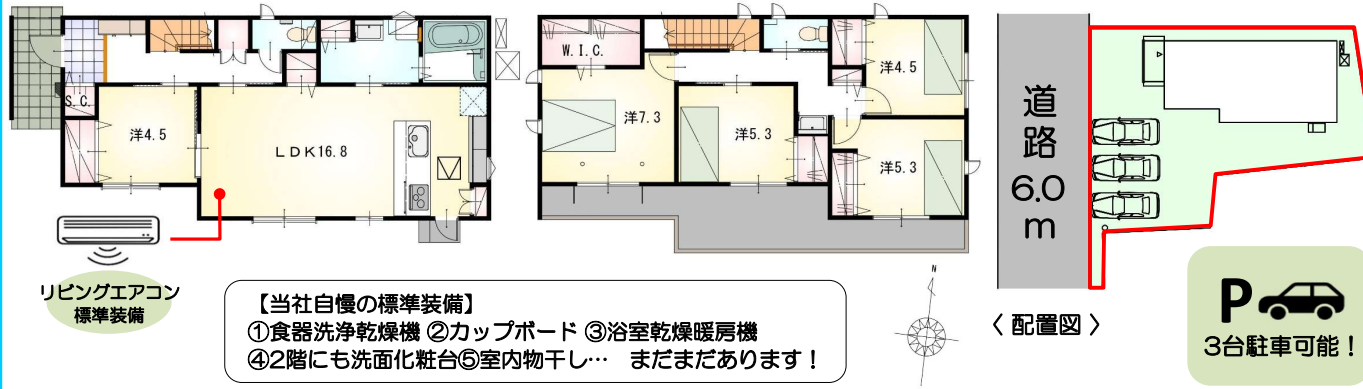 S.C.
洋4.5
LDK16.8
W.I.C.
洋7.3
洋5.3
洋4.5
洋5.3
リビングエアコン
標準装備
【当社自慢の標準装備】
①食器洗浄乾燥機 ②カップボード ③浴室乾燥暖房機
④2階にも洗面化粧台⑤室内物干し… まだまだあります！
N
道
路
6.0
m
〈 配置図 〉
P
3台駐車可能！